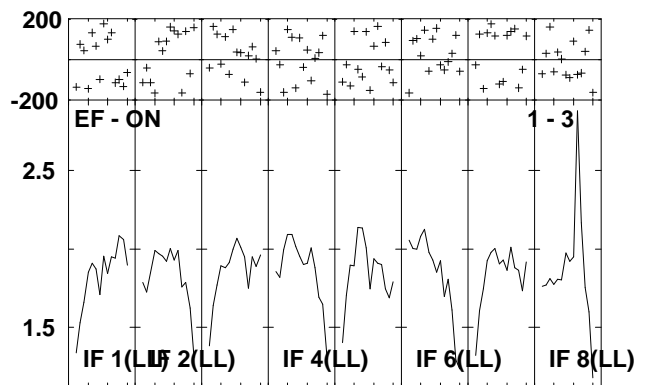 200
-200
EF - ON 1 - 3
2.5
1.5
IF 1(LL) IF 2(LL) IF 4(LL) IF 6(LL) IF 8(LL)